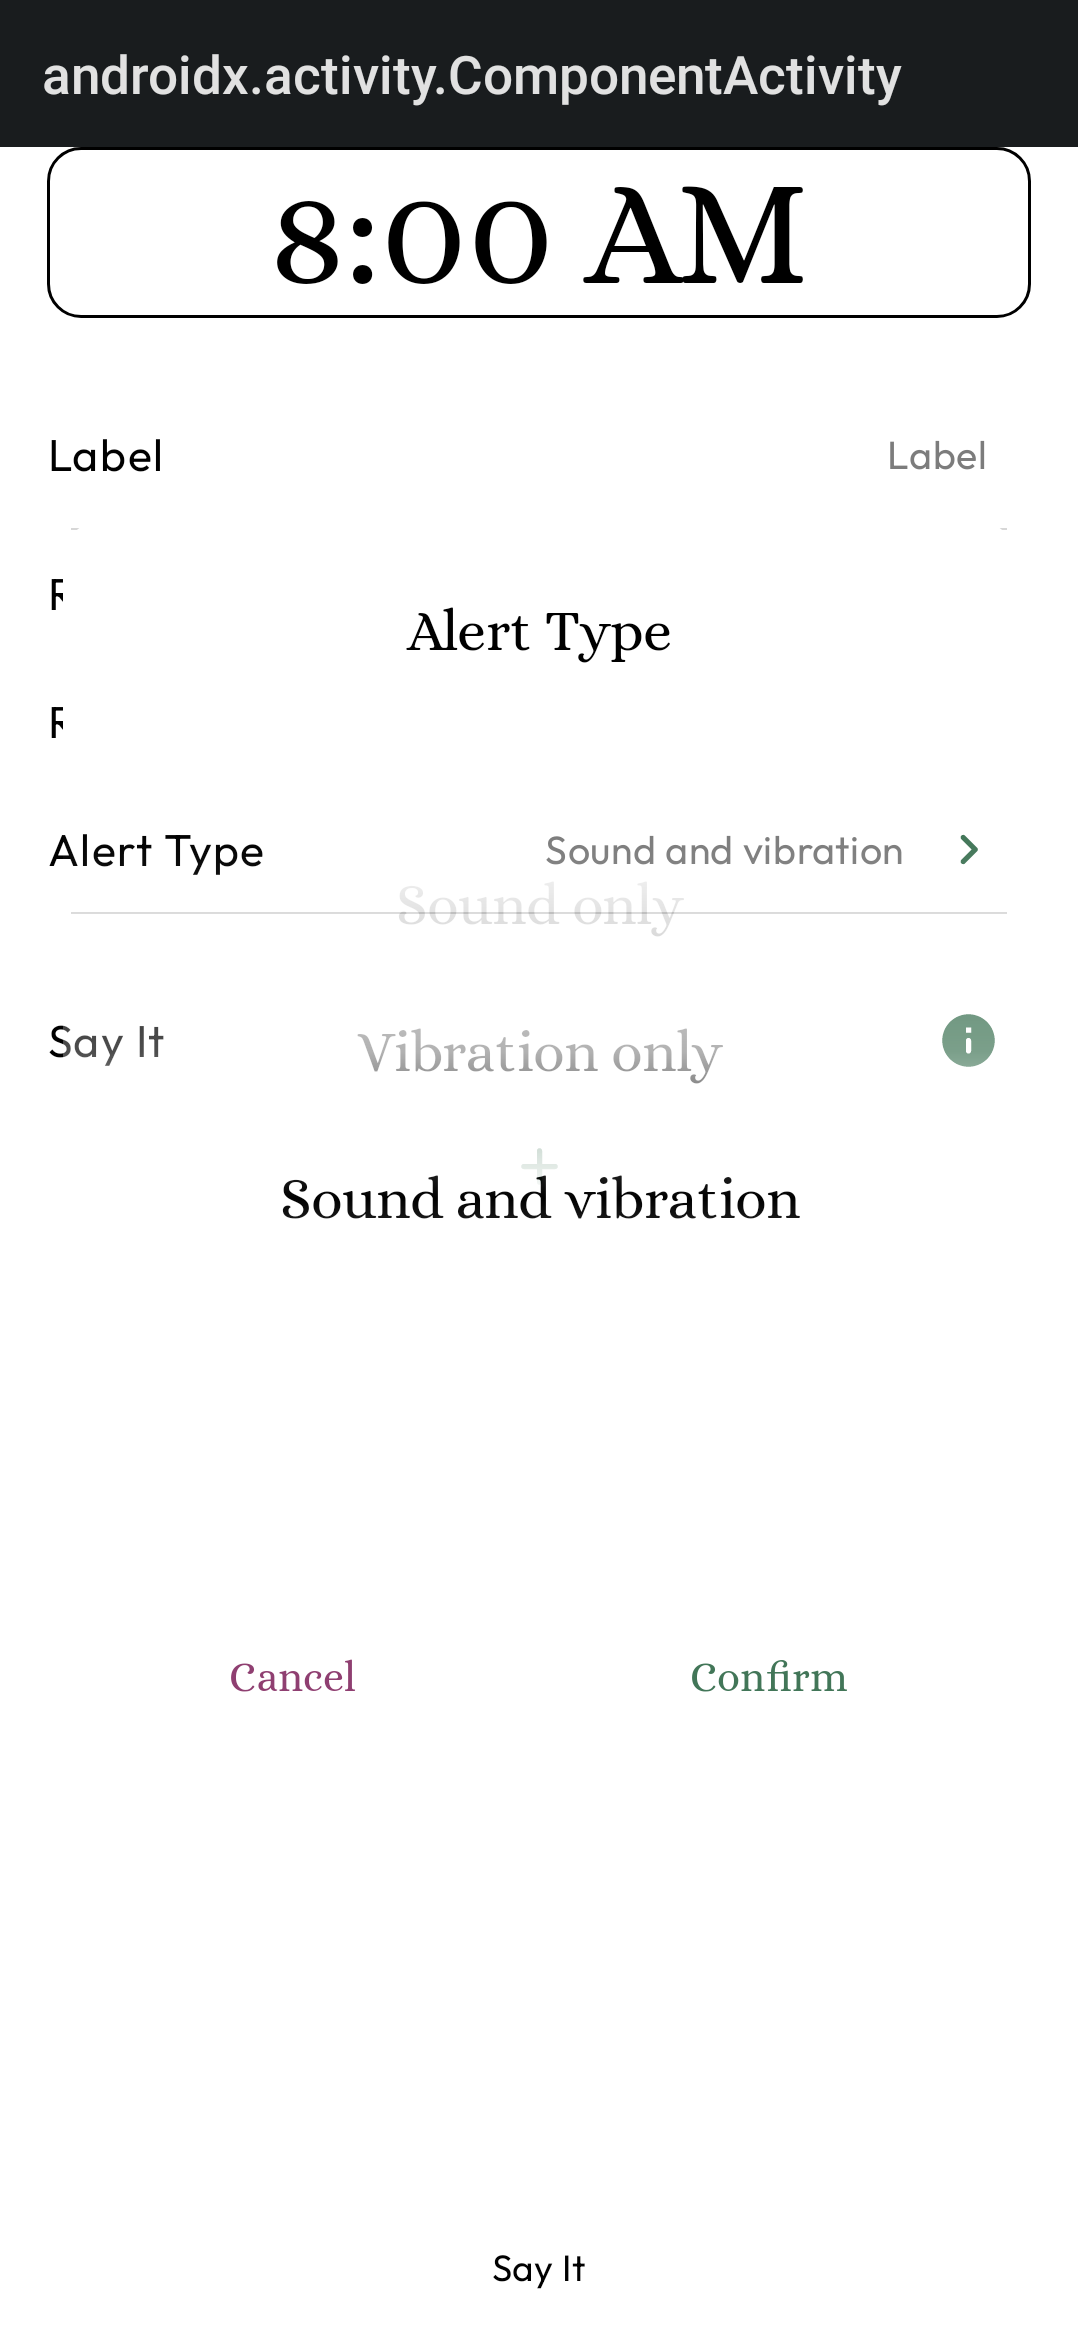 androidx.activity.ComponentActivity
8:00 AM
Label Label
Alert Type
Alert Type Sound and vibration
Sound only
Say It
Vibration only
Sound and vibration
Cancel Confirm
Say It